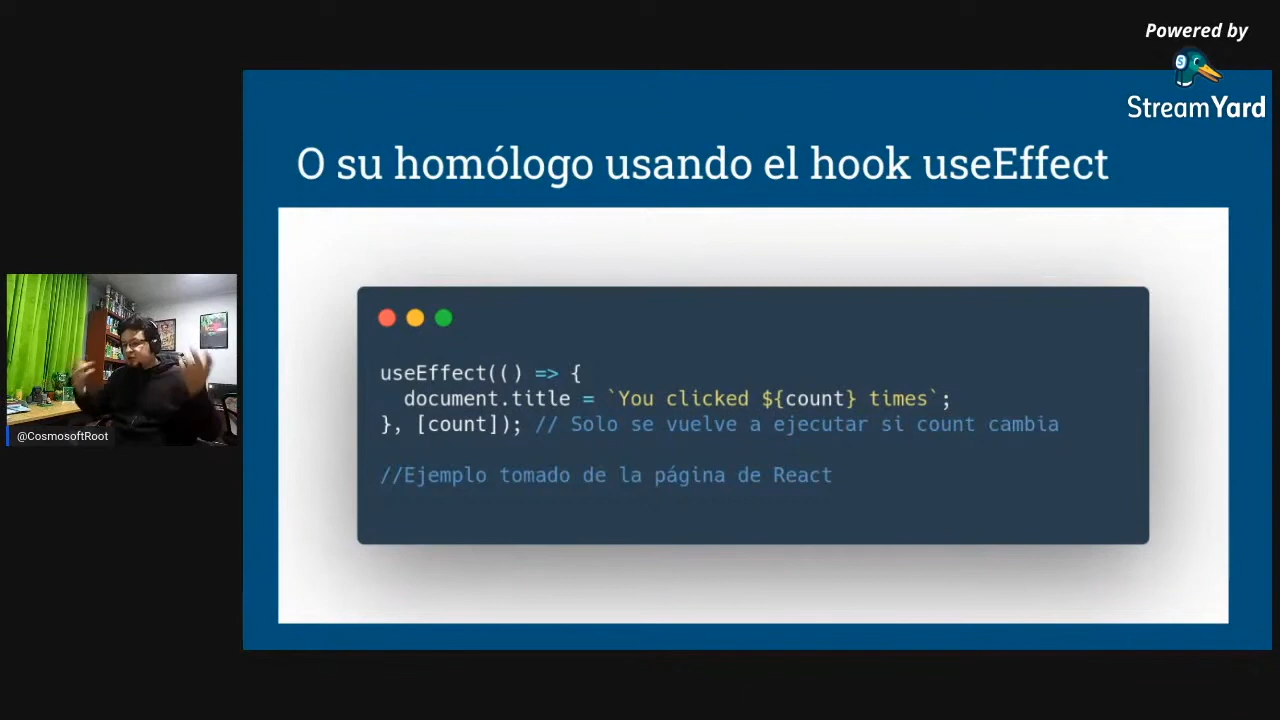 Powered by
StreamYard
O su homólogo usando el hook useEffect
useEffect(() => {
  document.title = `You clicked ${count} times`;
}, [count]); // Solo se vuelve a ejecutar si count cambia
//Ejemplo tomado de la página de React
@CosmosoftRoot